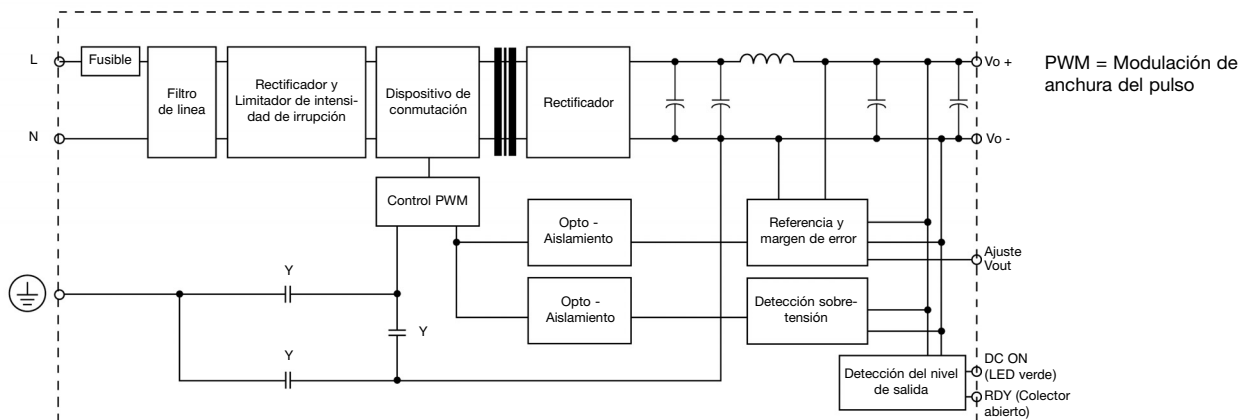 L
Fusible
Filtro
de linea
Rectificador y
Limitador de intensi-
dad de irrupción
Dispositivo de
conmutación
Rectificador
Vo +
PWM = Modulación de
anchura del pulso
N
Vo -
Control PWM
Opto -
Aislamiento
Referencia y
margen de error
Ajuste
Vout
Y
Y
Y
Opto -
Aislamiento
Detección sobre-
tensión
Detección del nivel
de salida
DC ON
(LED verde)
RDY (Colector
abierto)